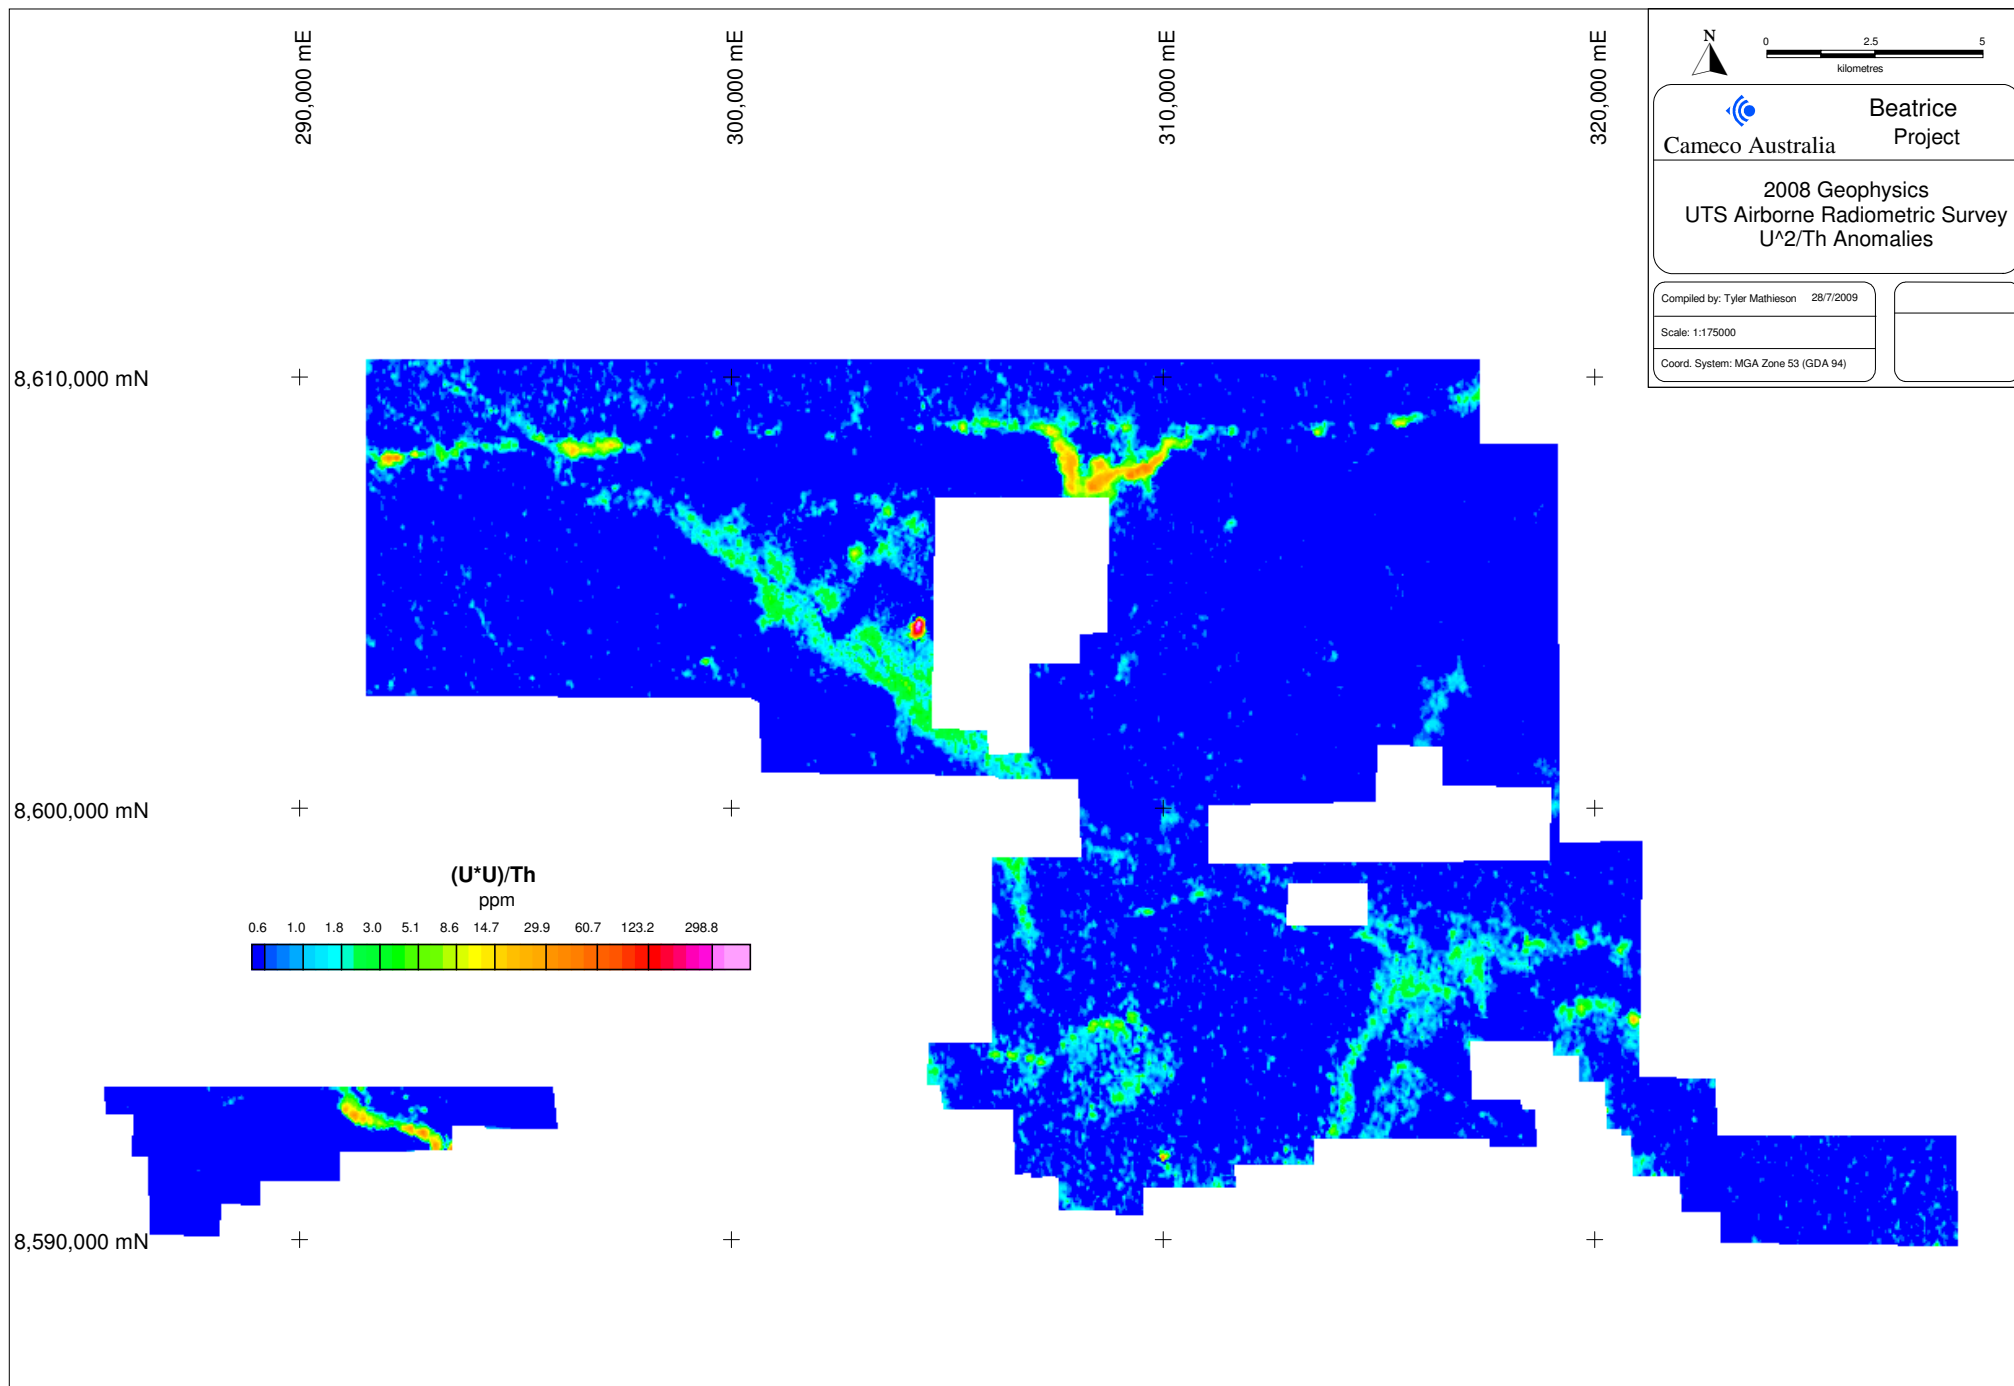 290,000 mE
300,000 mE
310,000 mE
320,000 mE
N
0 2.5 5
kilometres
Cameco Australia
Beatrice
Project
2008 Geophysics
UTS Airborne Radiometric Survey
U^2/Th Anomalies
Compiled by: Tyler Mathieson 28/7/2009
Scale: 1:175000
Coord. System: MGA Zone 53 (GDA 94)
8,610,000 mN
8,600,000 mN
(U*U)/Th
ppm
0.6 1.0 1.8 3.0 5.1 8.6 14.7 29.9 60.7 123.2 298.8
8,590,000 mN